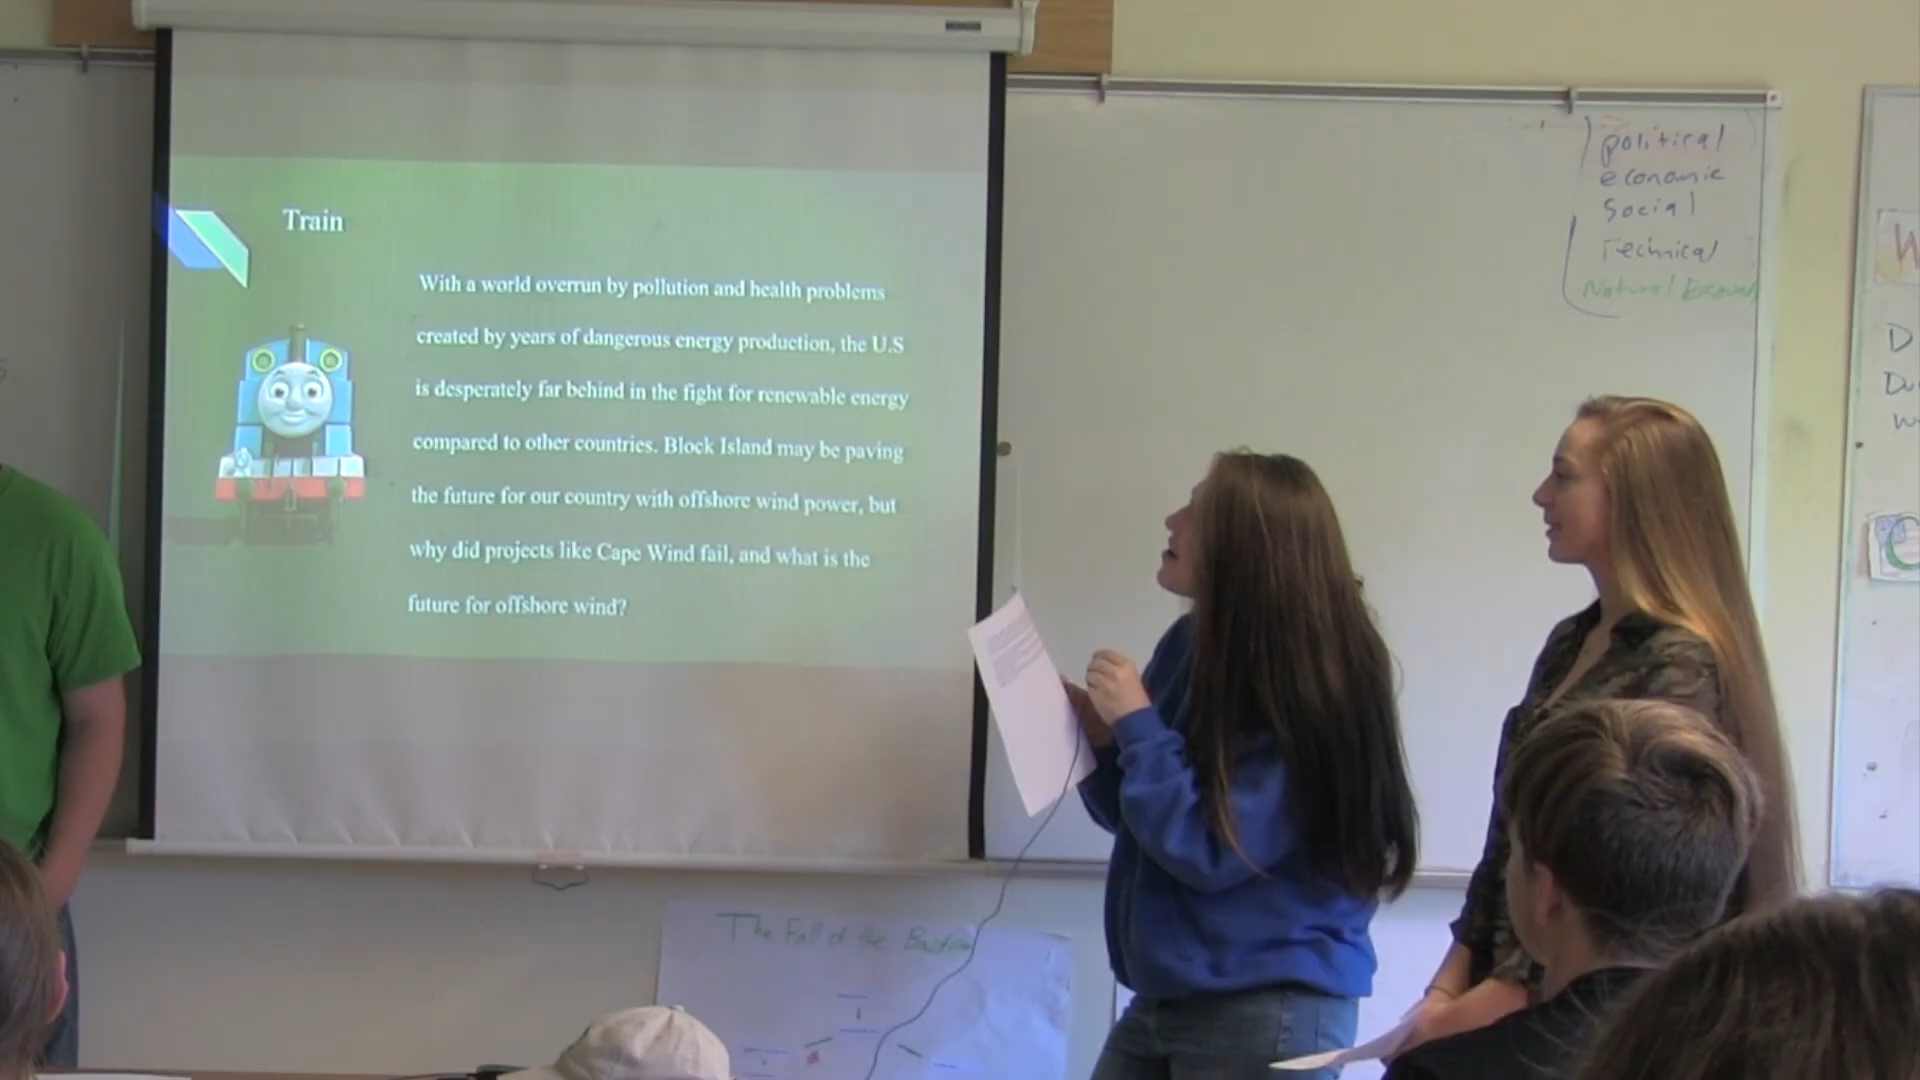 Train
With a world overrun by pollution and health problems
created by years of dangerous energy production, the U.S
is desperately far behind in the fight for renewable energy
compared to other countries. Block Island may be paving
the future for our country with offshore wind power, but
why did projects like Cape Wind fail, and what is the
future for offshore wind?
political
economic
social
Technical
Natural
The Fall of the
W
D
Du
W
C